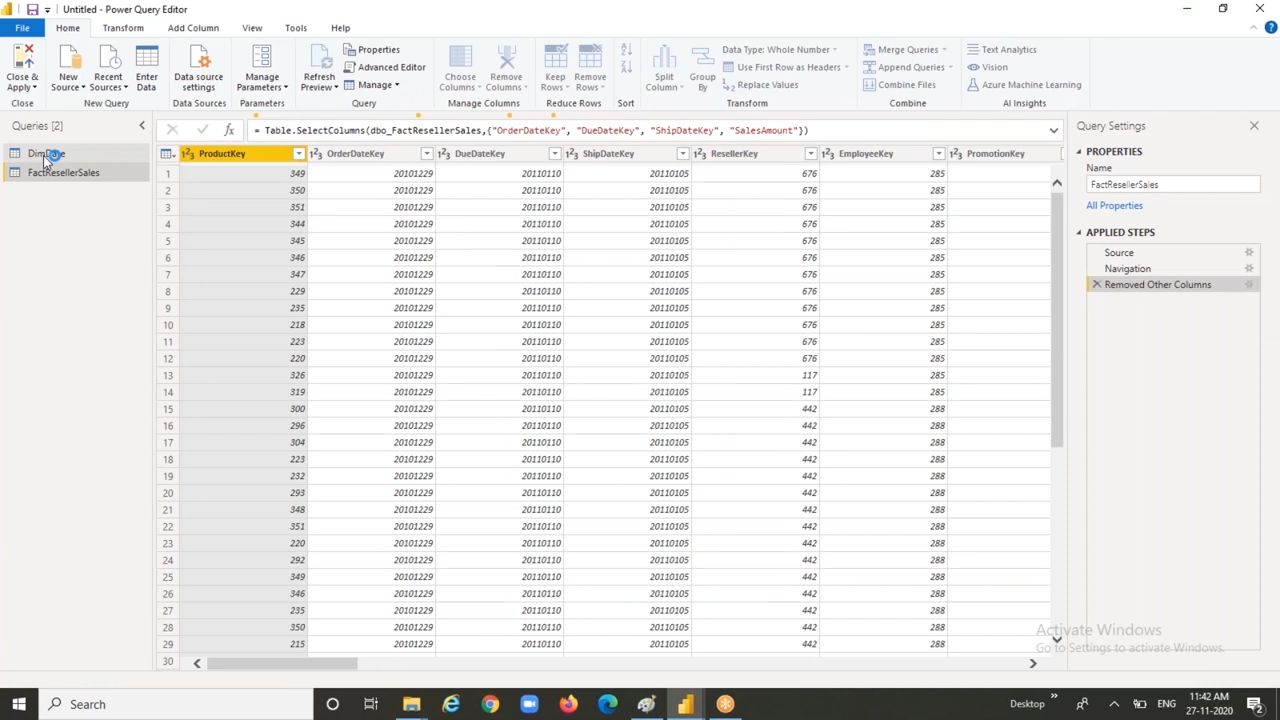 Untitled - Power Query Editor
File Home Transform Add Column View Tools Help
Close & Apply
New Source
Recent Sources
Enter Data
Data source settings
Manage Parameters
Refresh Preview
Properties
Advanced Editor
Manage
Choose Columns
Remove Columns
Keep Rows
Remove Rows
Split Column
Group By
Data Type: Whole Number
Use First Row as Headers
Replace Values
Merge Queries
Append Queries
Combine Files
Text Analytics
Vision
Azure Machine Learning
Close New Query Data Sources Parameters Query Manage Columns Reduce Rows Sort Transform Combine AI Insights
Queries [2]
DimDate
FactResellerSales
= Table.SelectColumns(dbo_FactResellerSales,{"OrderDateKey", "DueDateKey", "ShipDateKey", "SalesAmount"})
ProductKey OrderDateKey DueDateKey ShipDateKey ResellerKey EmployeeKey PromotionKey
1 349 20101229 20110110 20110105 676 285
2 350 20101229 20110110 20110105 676 285
3 351 20101229 20110110 20110105 676 285
4 344 20101229 20110110 20110105 676 285
5 345 20101229 20110110 20110105 676 285
6 346 20101229 20110110 20110105 676 285
7 347 20101229 20110110 20110105 676 285
8 229 20101229 20110110 20110105 676 285
9 235 20101229 20110110 20110105 676 285
10 218 20101229 20110110 20110105 676 285
11 223 20101229 20110110 20110105 676 285
12 220 20101229 20110110 20110105 676 285
13 326 20101229 20110110 20110105 117 285
14 319 20101229 20110110 20110105 117 285
15 300 20101229 20110110 20110105 442 288
16 296 20101229 20110110 20110105 442 288
17 304 20101229 20110110 20110105 442 288
18 223 20101229 20110110 20110105 442 288
19 232 20101229 20110110 20110105 442 288
20 293 20101229 20110110 20110105 442 288
21 348 20101229 20110110 20110105 442 288
22 351 20101229 20110110 20110105 442 288
23 220 20101229 20110110 20110105 442 288
24 292 20101229 20110110 20110105 442 288
25 349 20101229 20110110 20110105 442 288
26 346 20101229 20110110 20110105 442 288
27 235 20101229 20110110 20110105 442 288
28 350 20101229 20110110 20110105 442 288
29 215 20101229 20110110 20110105 442 288
30
Query Settings
PROPERTIES
Name
FactResellerSales
All Properties
APPLIED STEPS
Source
Navigation
Removed Other Columns
Activate Windows
Go to Settings to activate Windows.
Search
Desktop
ENG
11:42 AM
27-11-2020
2